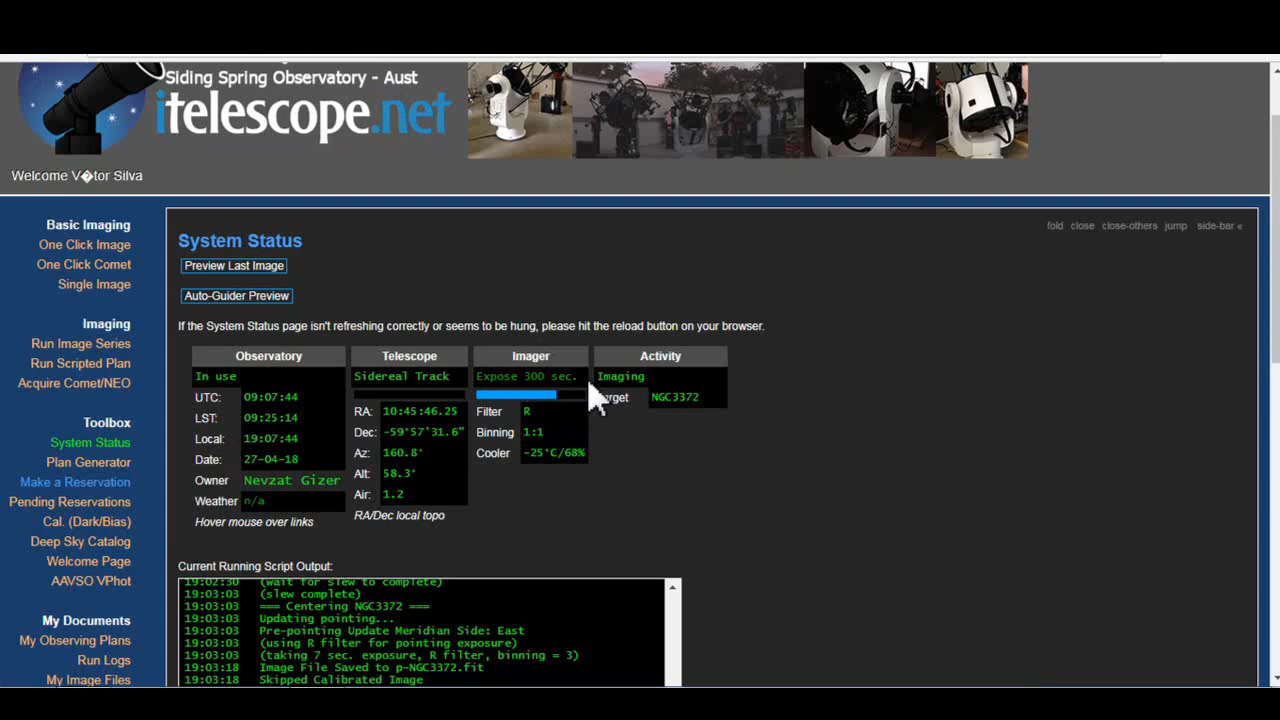 Siding Spring Observatory - Aust
itelescope.net
Welcome V�tor Silva
Basic Imaging
One Click Image
One Click Comet
Single Image
Imaging
Run Image Series
Run Scripted Plan
Acquire Comet/NEO
Toolbox
System Status
Plan Generator
Make a Reservation
Pending Reservations
Cal. (Dark/Bias)
Deep Sky Catalog
Welcome Page
AAVSO VPhot
My Documents
My Observing Plans
Run Logs
My Image Files
fold close close-others jump side-bar «
System Status
Preview Last Image
Auto-Guider Preview
If the System Status page isn't refreshing correctly or seems to be hung, please hit the reload button on your browser.
Observatory Telescope Imager Activity
In use Sidereal Track Expose 300 sec. Imaging
UTC: 09:07:44 RA: 10:45:46.25 Filter R arget NGC3372
LST: 09:25:14 Dec: -59°57'31.6" Binning 1:1
Local: 19:07:44 Az: 160.8° Cooler -25°C/68%
Date: 27-04-18 Alt: 58.3°
Owner Nevzat Gizer Air: 1.2
Weather n/a RA/Dec local topo
Hover mouse over links
Current Running Script Output:
19:02:30 (wait for slew to complete)
19:03:03 (slew complete)
19:03:03 === Centering NGC3372 ===
19:03:03 Updating pointing...
19:03:03 Pre-pointing Update Meridian Side: East
19:03:03 (using R filter for pointing exposure)
19:03:03 (taking 7 sec. exposure, R filter, binning = 3)
19:03:18 Image File Saved to p-NGC3372.fit
19:03:18 Skipped Calibrated Image